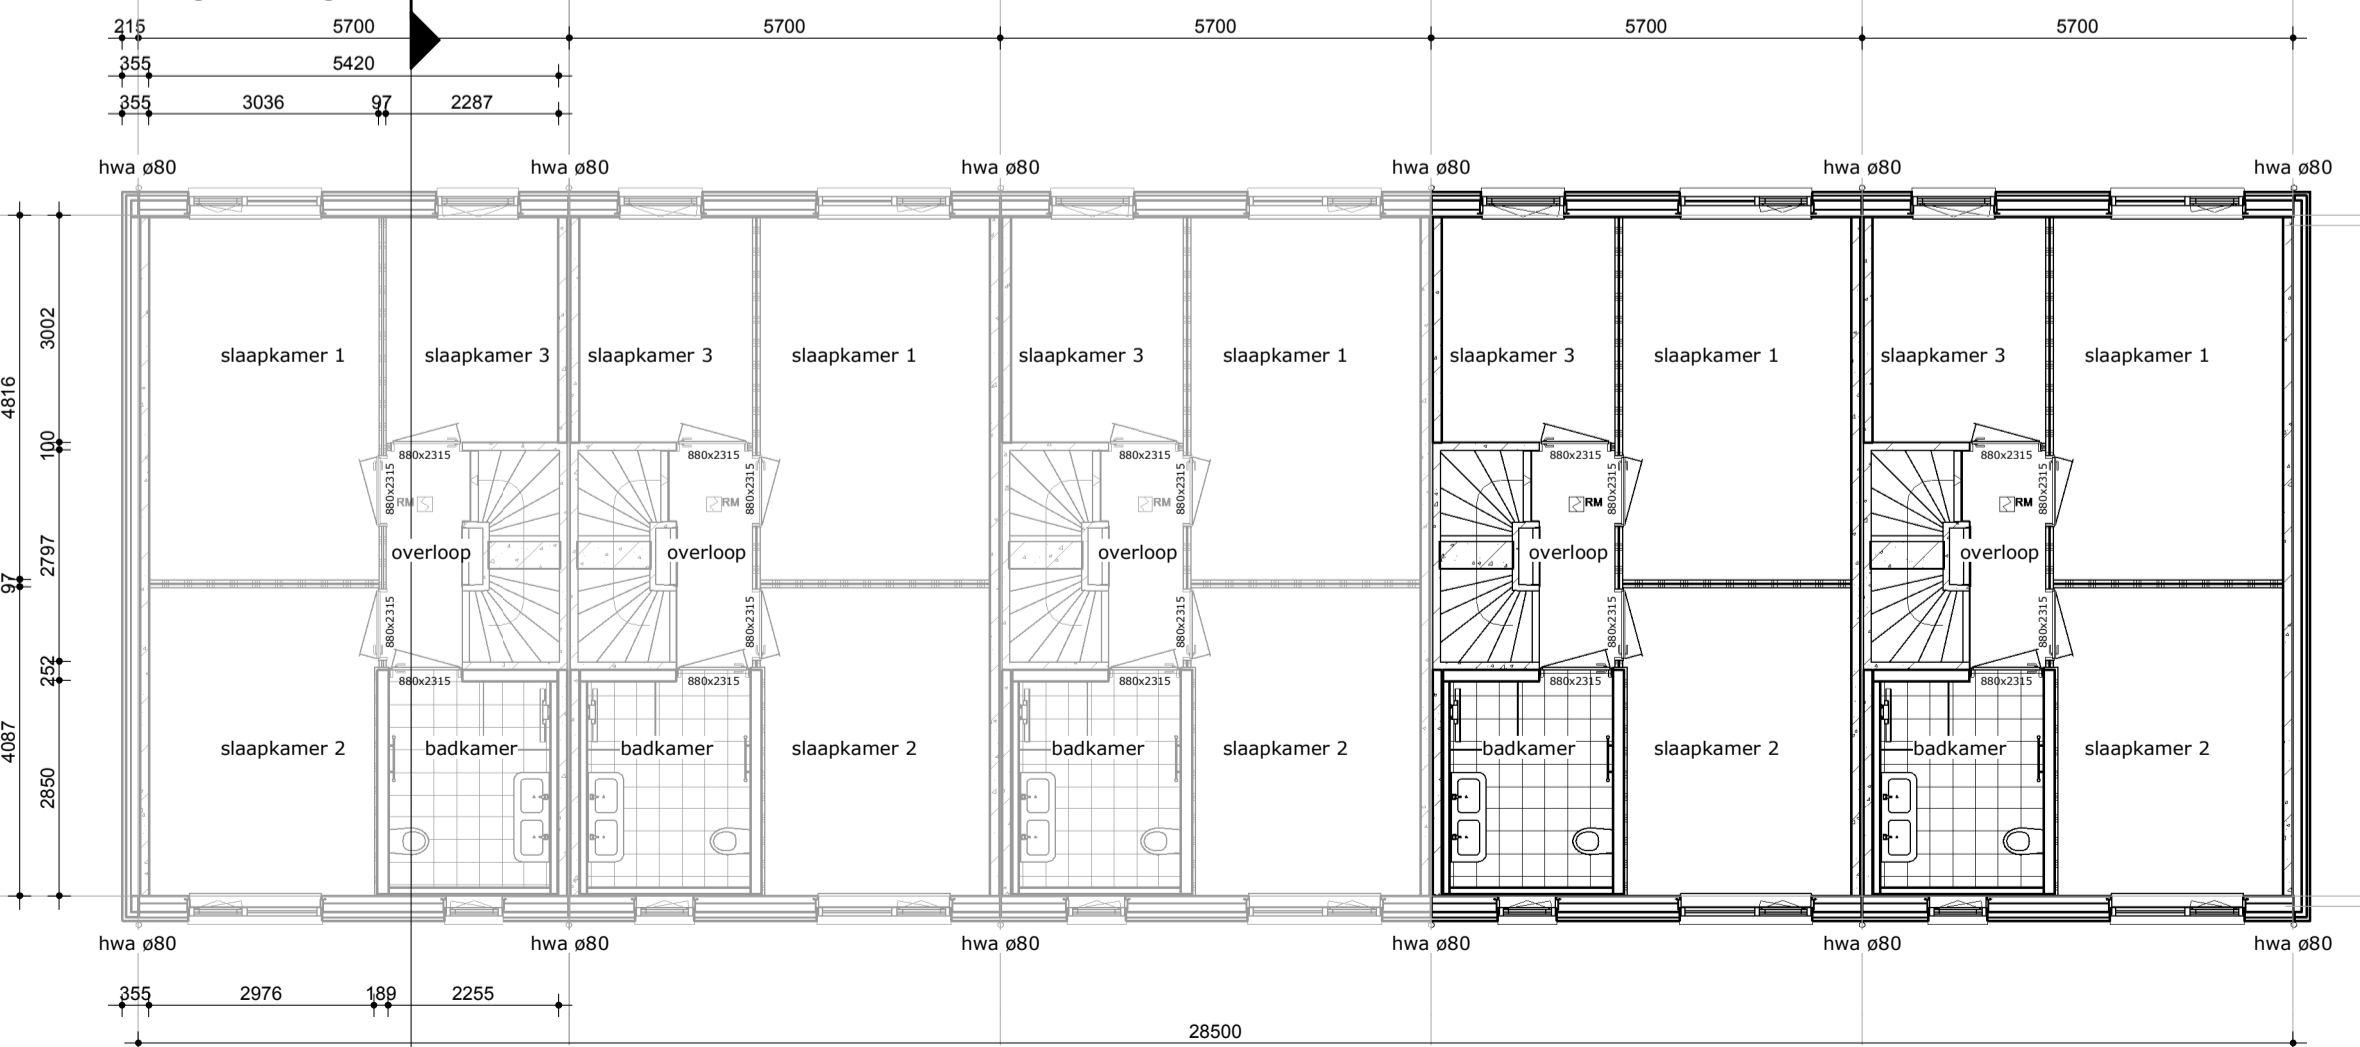 215 5700 5700 5700 5700 5700
355 5420
355 3036 97 2287
hwa ø80 hwa ø80 hwa ø80 hwa ø80 hwa ø80 hwa ø80
3002
slaapkamer 1 slaapkamer 3 slaapkamer 3 slaapkamer 1 slaapkamer 3 slaapkamer 1 slaapkamer 3 slaapkamer 1 slaapkamer 3 slaapkamer 1
4816
100
880x2315 880x2315 880x2315 880x2315 880x2315
880x2315 880x2315 880x2315 880x2315 880x2315
RM RM RM RM RM
overloop overloop overloop overloop overloop
2797
97
880x2315 880x2315 880x2315 880x2315 880x2315
252
880x2315 880x2315 880x2315 880x2315 880x2315
4087
slaapkamer 2 badkamer badkamer slaapkamer 2 badkamer slaapkamer 2 badkamer slaapkamer 2 badkamer slaapkamer 2
2850
hwa ø80 hwa ø80 hwa ø80 hwa ø80 hwa ø80 hwa ø80
355 2976 189 2255
28500